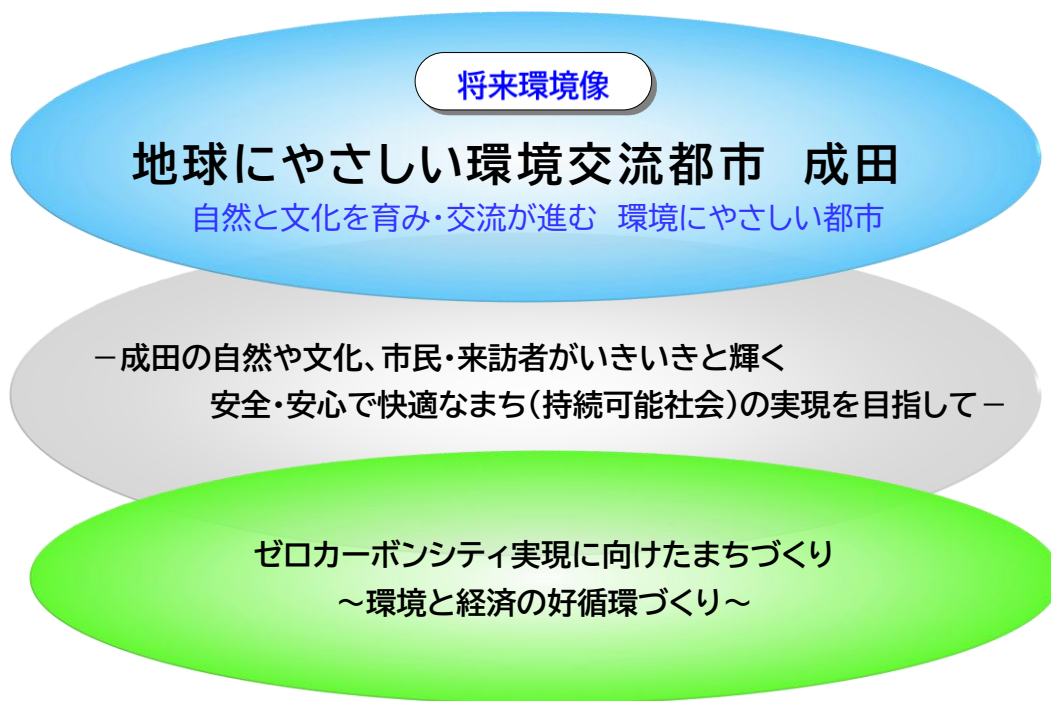 将来環境像
地球にやさしい環境交流都市　成田
自然と文化を育み・交流が進む　環境にやさしい都市
－成田の自然や文化、市民・来訪者がいきいきと輝く
安全・安心で快適なまち（持続可能社会）の実現を目指して－
ゼロカーボンシティ実現に向けたまちづくり
～環境と経済の好循環づくり～